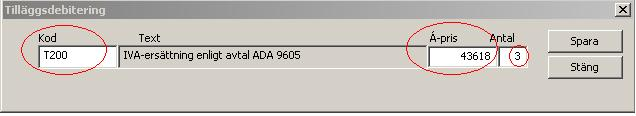 Tilläggsdebitering
Kod Text Á-pris Antal
T200 IVA-ersättning enligt avtal ADA 9605 43618 3
Spara
Stäng